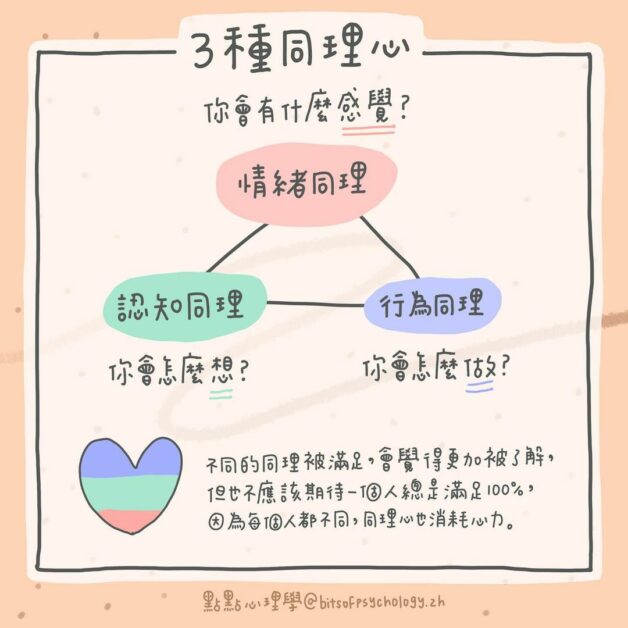 3種同理心
你會有什麼感覺?
情緒同理
認知同理
行為同理
你會怎麼想?
你會怎麼做?
不同的同理被滿足,會覺得更加被了解,
但也不應該期待一個人總是滿足100%,
因為每個人都不同,同理心也消耗心力。
點點心理學@bitsofpsychology.zh